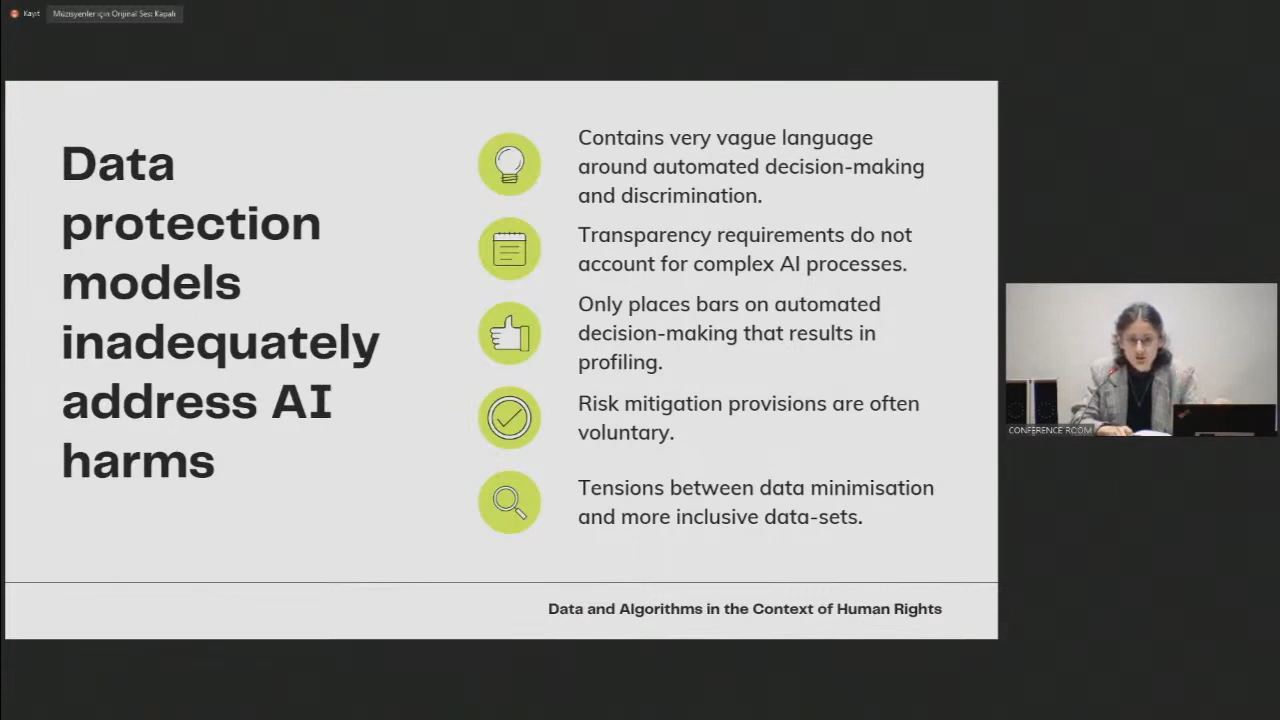 Kayıt
Müzisyenler için Orijinal Ses: Kapalı
Data
protection
models
inadequately
address AI
harms
Contains very vague language
around automated decision-making
and discrimination.
Transparency requirements do not
account for complex AI processes.
Only places bars on automated
decision-making that results in
profiling.
Risk mitigation provisions are often
voluntary.
Tensions between data minimisation
and more inclusive data-sets.
Data and Algorithms in the Context of Human Rights
CONFERENCE ROOM